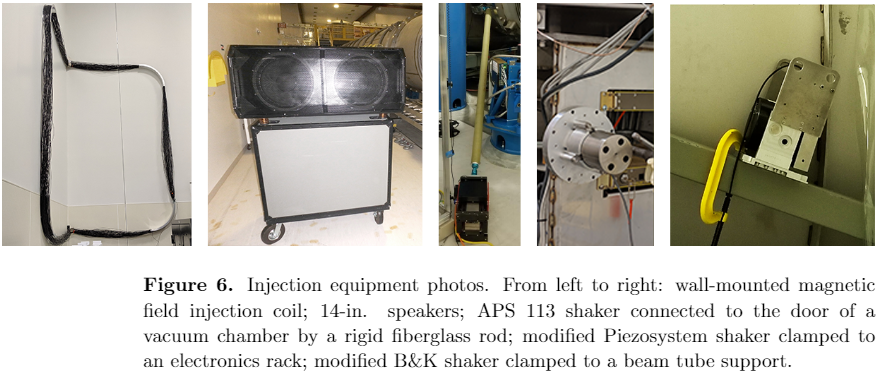 Figure 6. Injection equipment photos. From left to right: wall-mounted magnetic
field injection coil; 14-in. speakers; APS 113 shaker connected to the door of a
vacuum chamber by a rigid fiberglass rod; modified Piezosystem shaker clamped to
an electronics rack; modified B&K shaker clamped to a beam tube support.